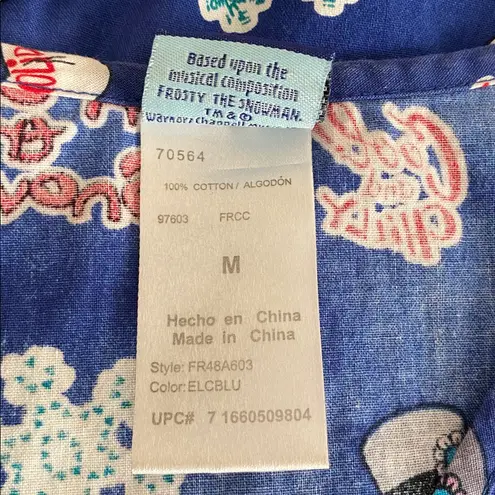 Based upon the
musical composition
FROSTY THE SNOWMAN.
TM & ©
70564
100% COTTON / ALGODÓN
97603 FRCC
M
Hecho en China
Made in China
Style: FR48A603
Color: ELCBLU
UPC# 7 1660509804